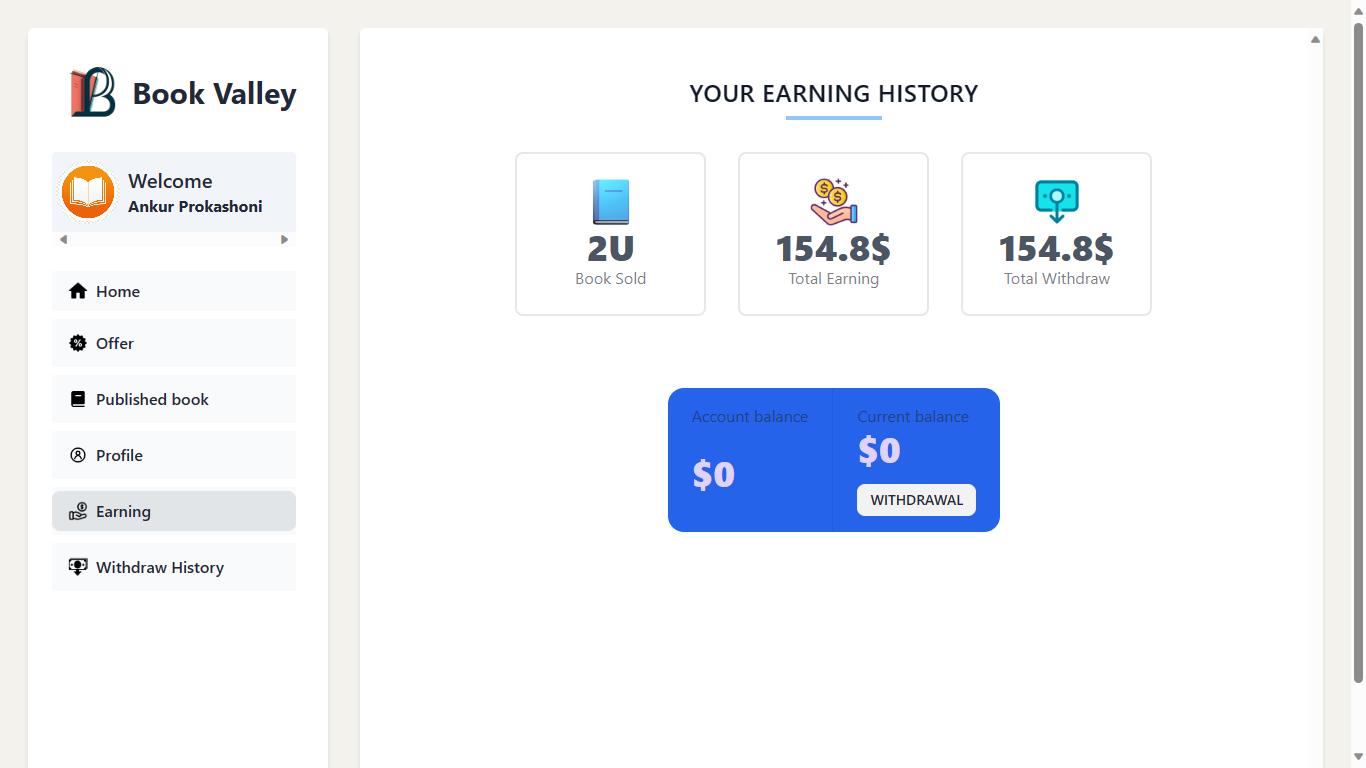 Book Valley
Welcome
Ankur Prokashoni
Home
Offer
Published book
Profile
Earning
Withdraw History
YOUR EARNING HISTORY
2U
Book Sold
154.8$
Total Earning
154.8$
Total Withdraw
Account balance
$0
Current balance
$0
WITHDRAWAL